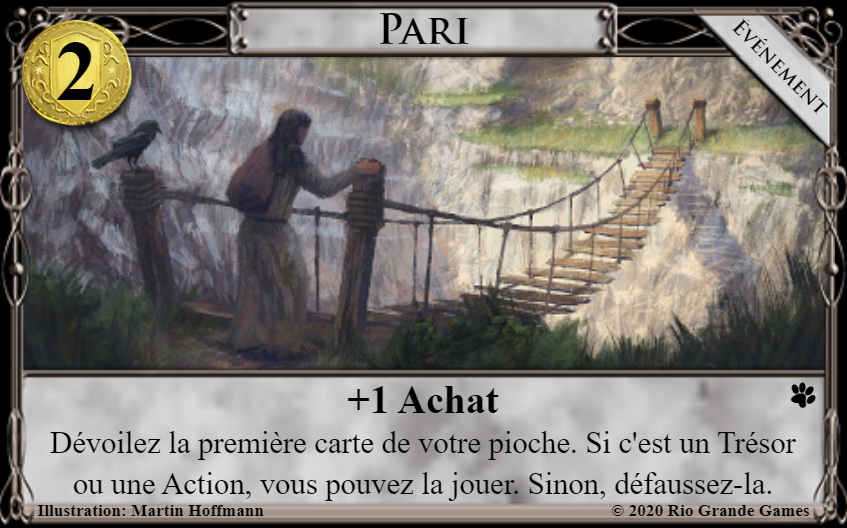 2
PARI
ÉVÉNEMENT
+1 Achat
Dévoilez la première carte de votre pioche. Si c'est un Trésor
ou une Action, vous pouvez la jouer. Sinon, défaussez-la.
Illustration: Martin Hoffmann
© 2020 Rio Grande Games